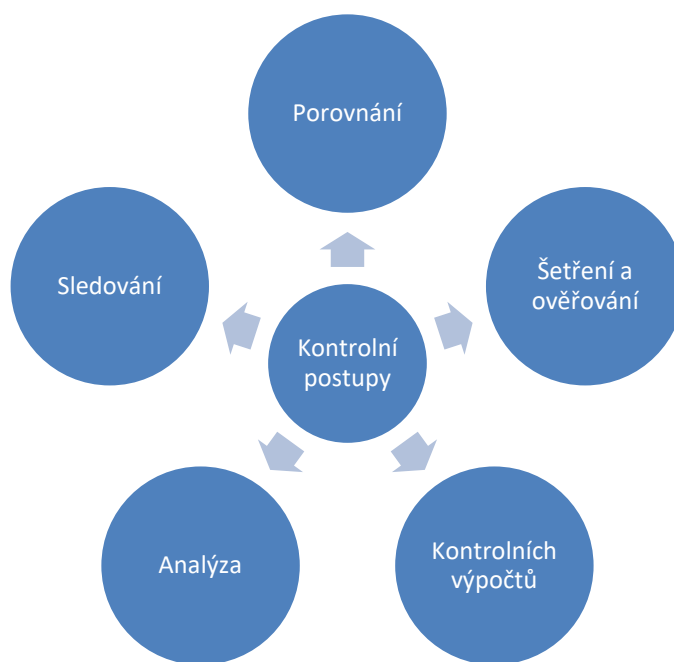 Porovnání
Šetření a
ověřování
Kontrolních
výpočtů
Analýza
Sledování
Kontrolní
postupy